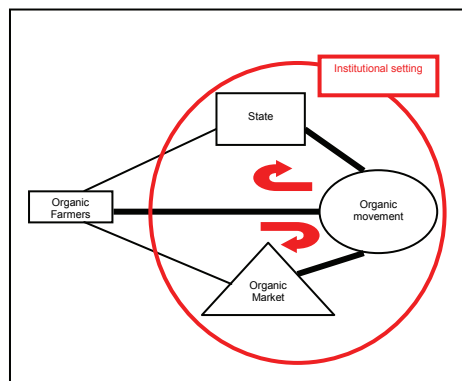 Institutional setting
State
Organic
Farmers
Organic
movement
Organic
Market